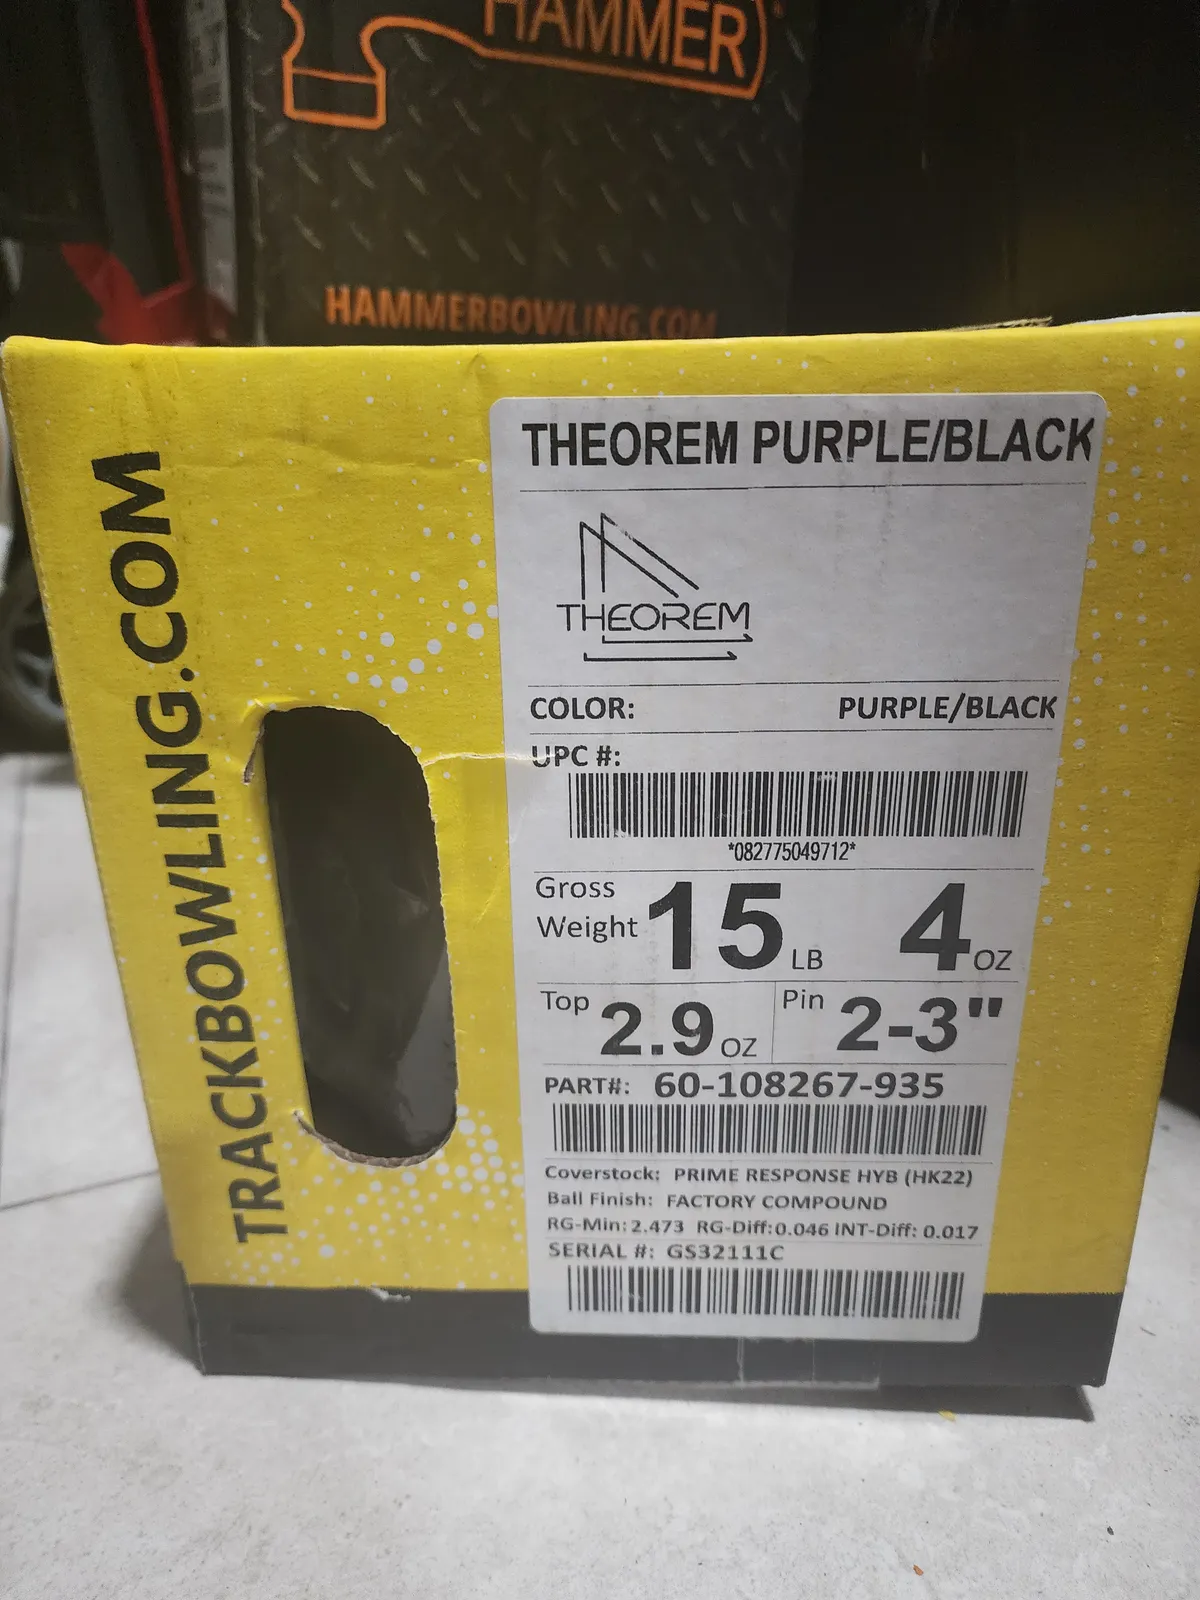 HAMMER
HAMMERBOWLING.COM
TRACKBOWLING.COM
THEOREM PURPLE/BLACK
THEOREM
COLOR: PURPLE/BLACK
UPC #:
*082775049712*
Gross Weight 15 LB 4 OZ
Top 2.9 OZ Pin 2-3"
PART#: 60-108267-935
Coverstock: PRIME RESPONSE HYB (HK22)
Ball Finish: FACTORY COMPOUND
RG-Min: 2.473 RG-Diff:0.046 INT-Diff: 0.017
SERIAL #: GS32111C